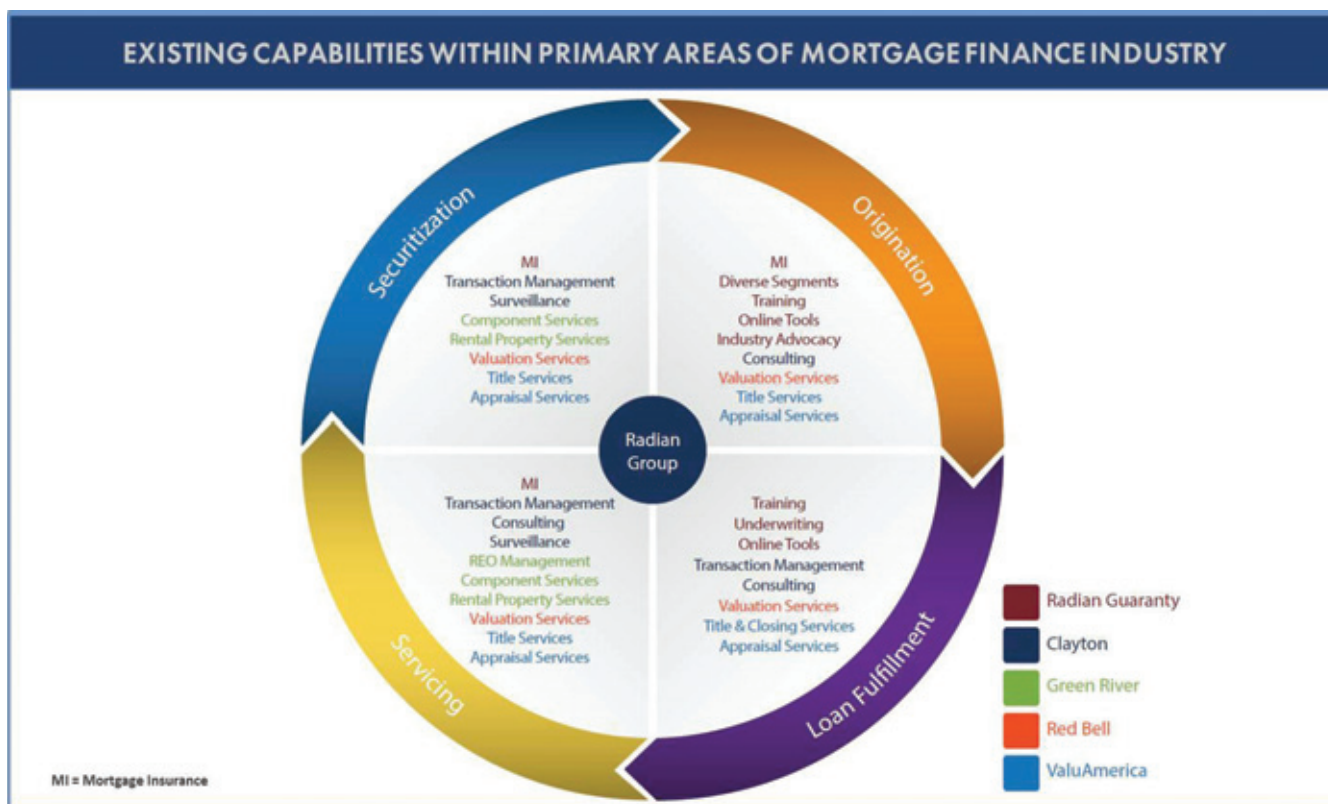 EXISTING CAPABILITIES WITHIN PRIMARY AREAS OF MORTGAGE FINANCE INDUSTRY
Securitization
MI
Transaction Management
Surveillance
Component Services
Rental Property Services
Valuation Services
Title Services
Appraisal Services
Origination
MI
Diverse Segments
Training
Online Tools
Industry Advocacy
Consulting
Valuation Services
Title Services
Appraisal Services
Radian
Group
Servicing
MI
Transaction Management
Consulting
Surveillance
REO Management
Component Services
Rental Property Services
Valuation Services
Title Services
Appraisal Services
Loan Fulfillment
Training
Underwriting
Online Tools
Transaction Management
Consulting
Valuation Services
Title & Closing Services
Appraisal Services
Radian Guaranty
Clayton
Green River
Red Bell
ValuAmerica
MI = Mortgage Insurance